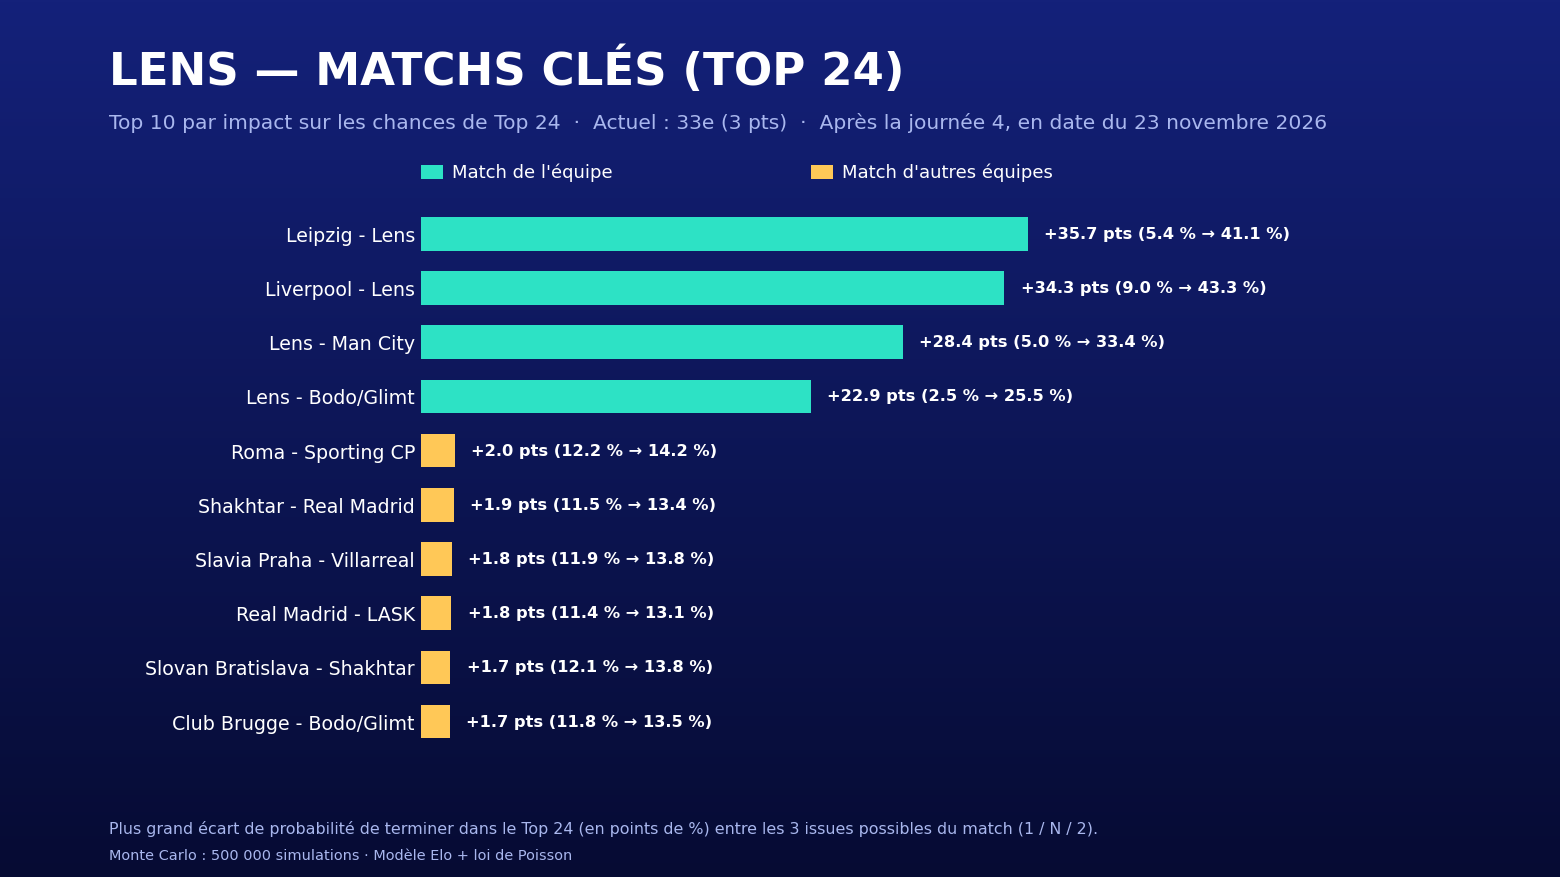 LENS — MATCHS CLÉS (TOP 24)
Top 10 par impact sur les chances de Top 24 · Actuel : 33e (3 pts) · Après la journée 4, en date du 23 novembre 2026
Match de l'équipe Match d'autres équipes
Leipzig - Lens +35.7 pts (5.4 % → 41.1 %)
Liverpool - Lens +34.3 pts (9.0 % → 43.3 %)
Lens - Man City +28.4 pts (5.0 % → 33.4 %)
Lens - Bodo/Glimt +22.9 pts (2.5 % → 25.5 %)
Roma - Sporting CP +2.0 pts (12.2 % → 14.2 %)
Shakhtar - Real Madrid +1.9 pts (11.5 % → 13.4 %)
Slavia Praha - Villarreal +1.8 pts (11.9 % → 13.8 %)
Real Madrid - LASK +1.8 pts (11.4 % → 13.1 %)
Slovan Bratislava - Shakhtar +1.7 pts (12.1 % → 13.8 %)
Club Brugge - Bodo/Glimt +1.7 pts (11.8 % → 13.5 %)
Plus grand écart de probabilité de terminer dans le Top 24 (en points de %) entre les 3 issues possibles du match (1 / N / 2).
Monte Carlo : 500 000 simulations · Modèle Elo + loi de Poisson